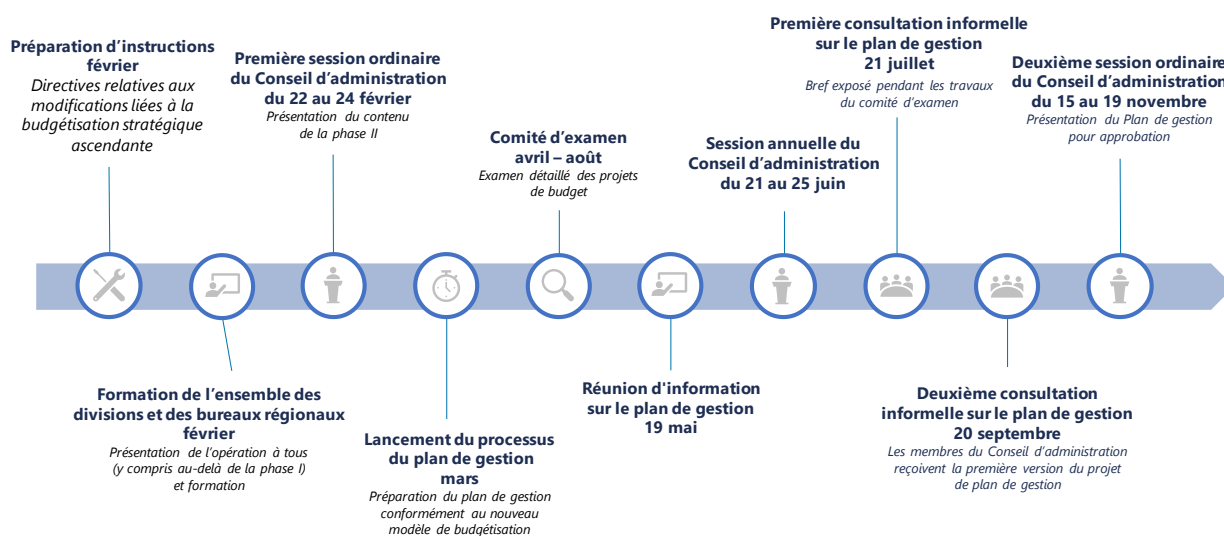 Préparation d’instructions
février
Directives relatives aux
modifications liées à la
budgétisation stratégique
ascendante
Formation de l’ensemble des
divisions et des bureaux régionaux
février
Présentation de l’opération à tous
(y compris au-delà de la phase I)
et formation
Première session ordinaire
du Conseil d’administration
du 22 au 24 février
Présentation du contenu
de la phase II
Lancement du processus
du plan de gestion
mars
Préparation du plan de gestion
conformément au nouveau
modèle de budgétisation
Comité d’examen
avril – août
Examen détaillé des projets
de budget
Réunion d'information
sur le plan de gestion
19 mai
Session annuelle du
Conseil d’administration
du 21 au 25 juin
Première consultation informelle
sur le plan de gestion
21 juillet
Bref exposé pendant les travaux
du comité d’examen
Deuxième consultation
informelle sur le plan de gestion
20 septembre
Les membres du Conseil d’administration
reçoivent la première version du projet
de plan de gestion
Deuxième session ordinaire
du Conseil d’administration
du 15 au 19 novembre
Présentation du Plan de gestion
pour approbation